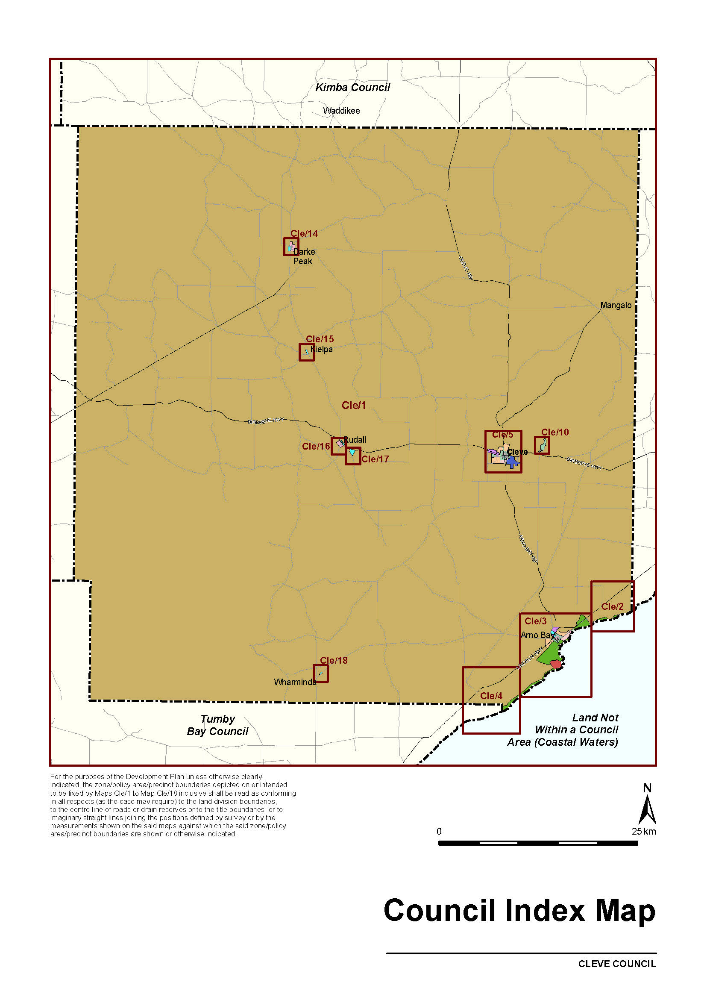 Kimba Council
Waddikee
Cle/14
Darke
Peak
CLEVE RD
Mangalo
Cle/15
Kielpa
Cle/1
BIRDSEYE HWY
Cle/5
Cle/10
Rudall
Cle/16
Cleve
Cle/17
BIRDSEYE HWY
ARNO BAY RD
Cle/2
Cle/3
Arno Bay
LINCOLN HWY
Cle/18
Wharminda
Cle/4
Tumby
Bay Council
Land Not
Within a Council
Area (Coastal Waters)
For the purposes of the Development Plan unless otherwise clearly
indicated, the zone/policy area/precinct boundaries depicted on or intended
to be fixed by Maps Cle/1 to Map Cle/18 inclusive shall be read as conforming
in all respects (as the case may require) to the land division boundaries,
to the centre line of roads or drain reserves or to the title boundaries, or to
imaginary straight lines joining the positions defined by survey or by the
measurements shown on the said maps against which the said zone/policy
area/precinct boundaries are shown or otherwise indicated.
N
0
25 km
Council Index Map
CLEVE COUNCIL